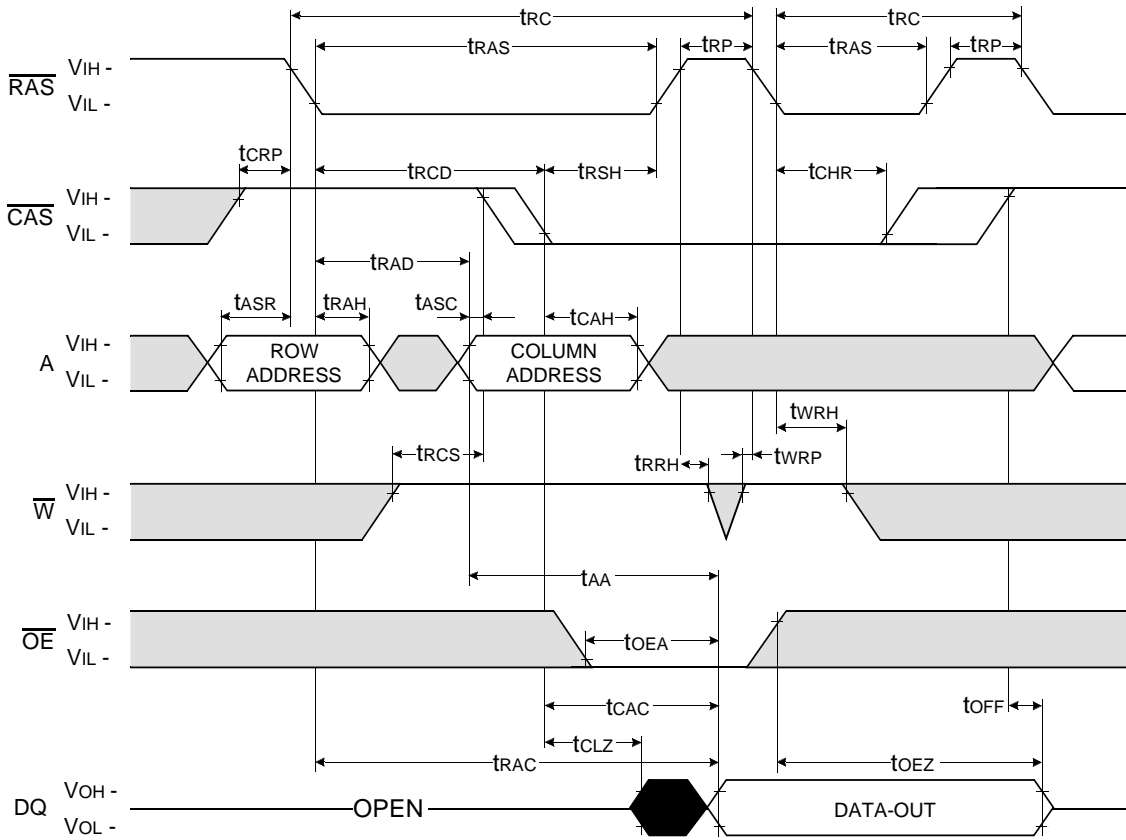 tRC tRC
tRAS tRP tRAS tRP
RAS VIH -
VIL -
tCRP tRCD tRSH tCHR
CAS VIH -
VIL -
tRAD
tASR tRAH tASC tCAH
A VIH -
VIL -
ROW ADDRESS
COLUMN ADDRESS
tWRH
tRCS tRRH tWRP
W VIH -
VIL -
tAA
OE VIH -
VIL -
tOEA
tCAC tOFF
tCLZ
tRAC tOEZ
DQ VOH -
VOL -
OPEN DATA-OUT